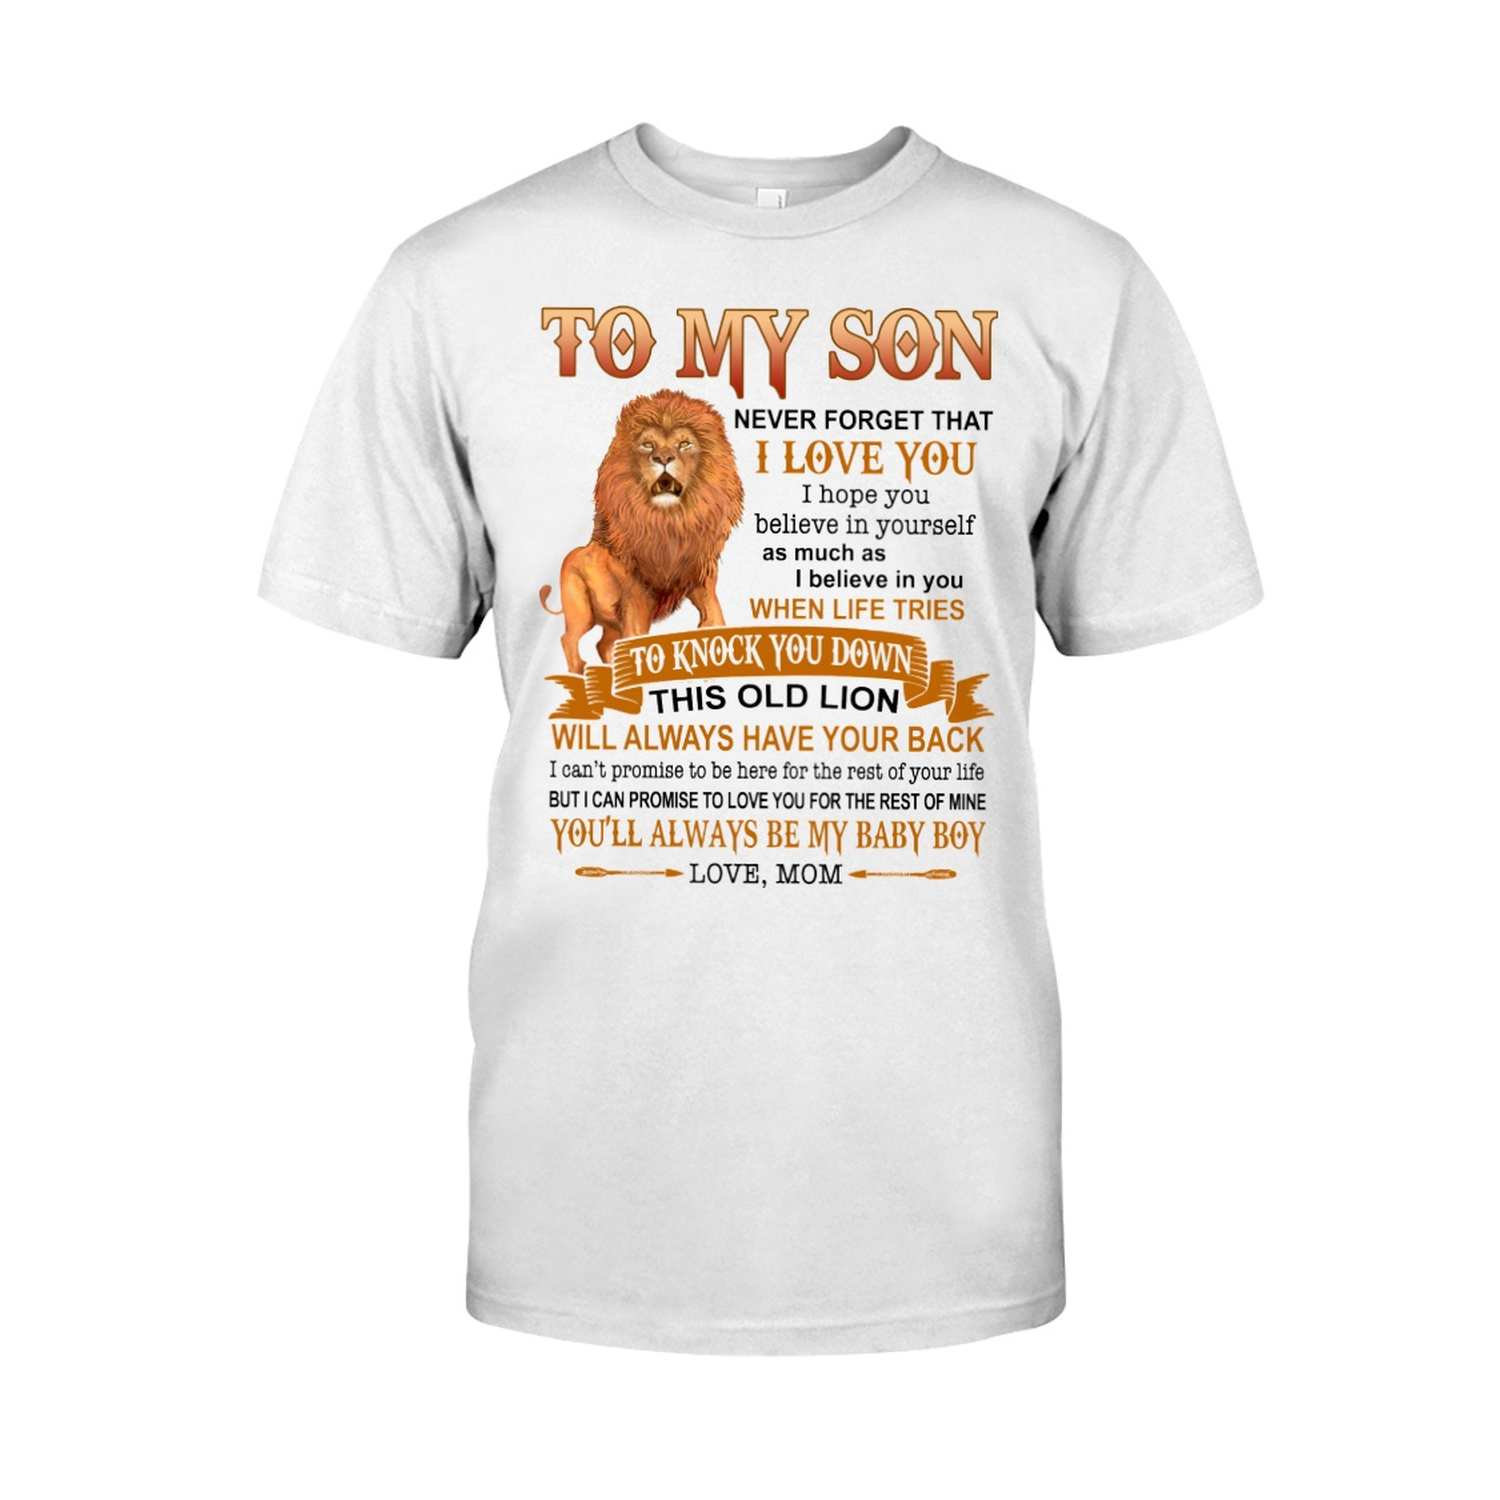 TO MY SON
NEVER FORGET THAT
I LOVE YOU
I hope you
believe in yourself
as much as
I believe in you
WHEN LIFE TRIES
TO KNOCK YOU DOWN
THIS OLD LION
WILL ALWAYS HAVE YOUR BACK
I can't promise to be here for the rest of your life
BUT I CAN PROMISE TO LOVE YOU FOR THE REST OF MINE
YOU'LL ALWAYS BE MY BABY BOY
LOVE, MOM